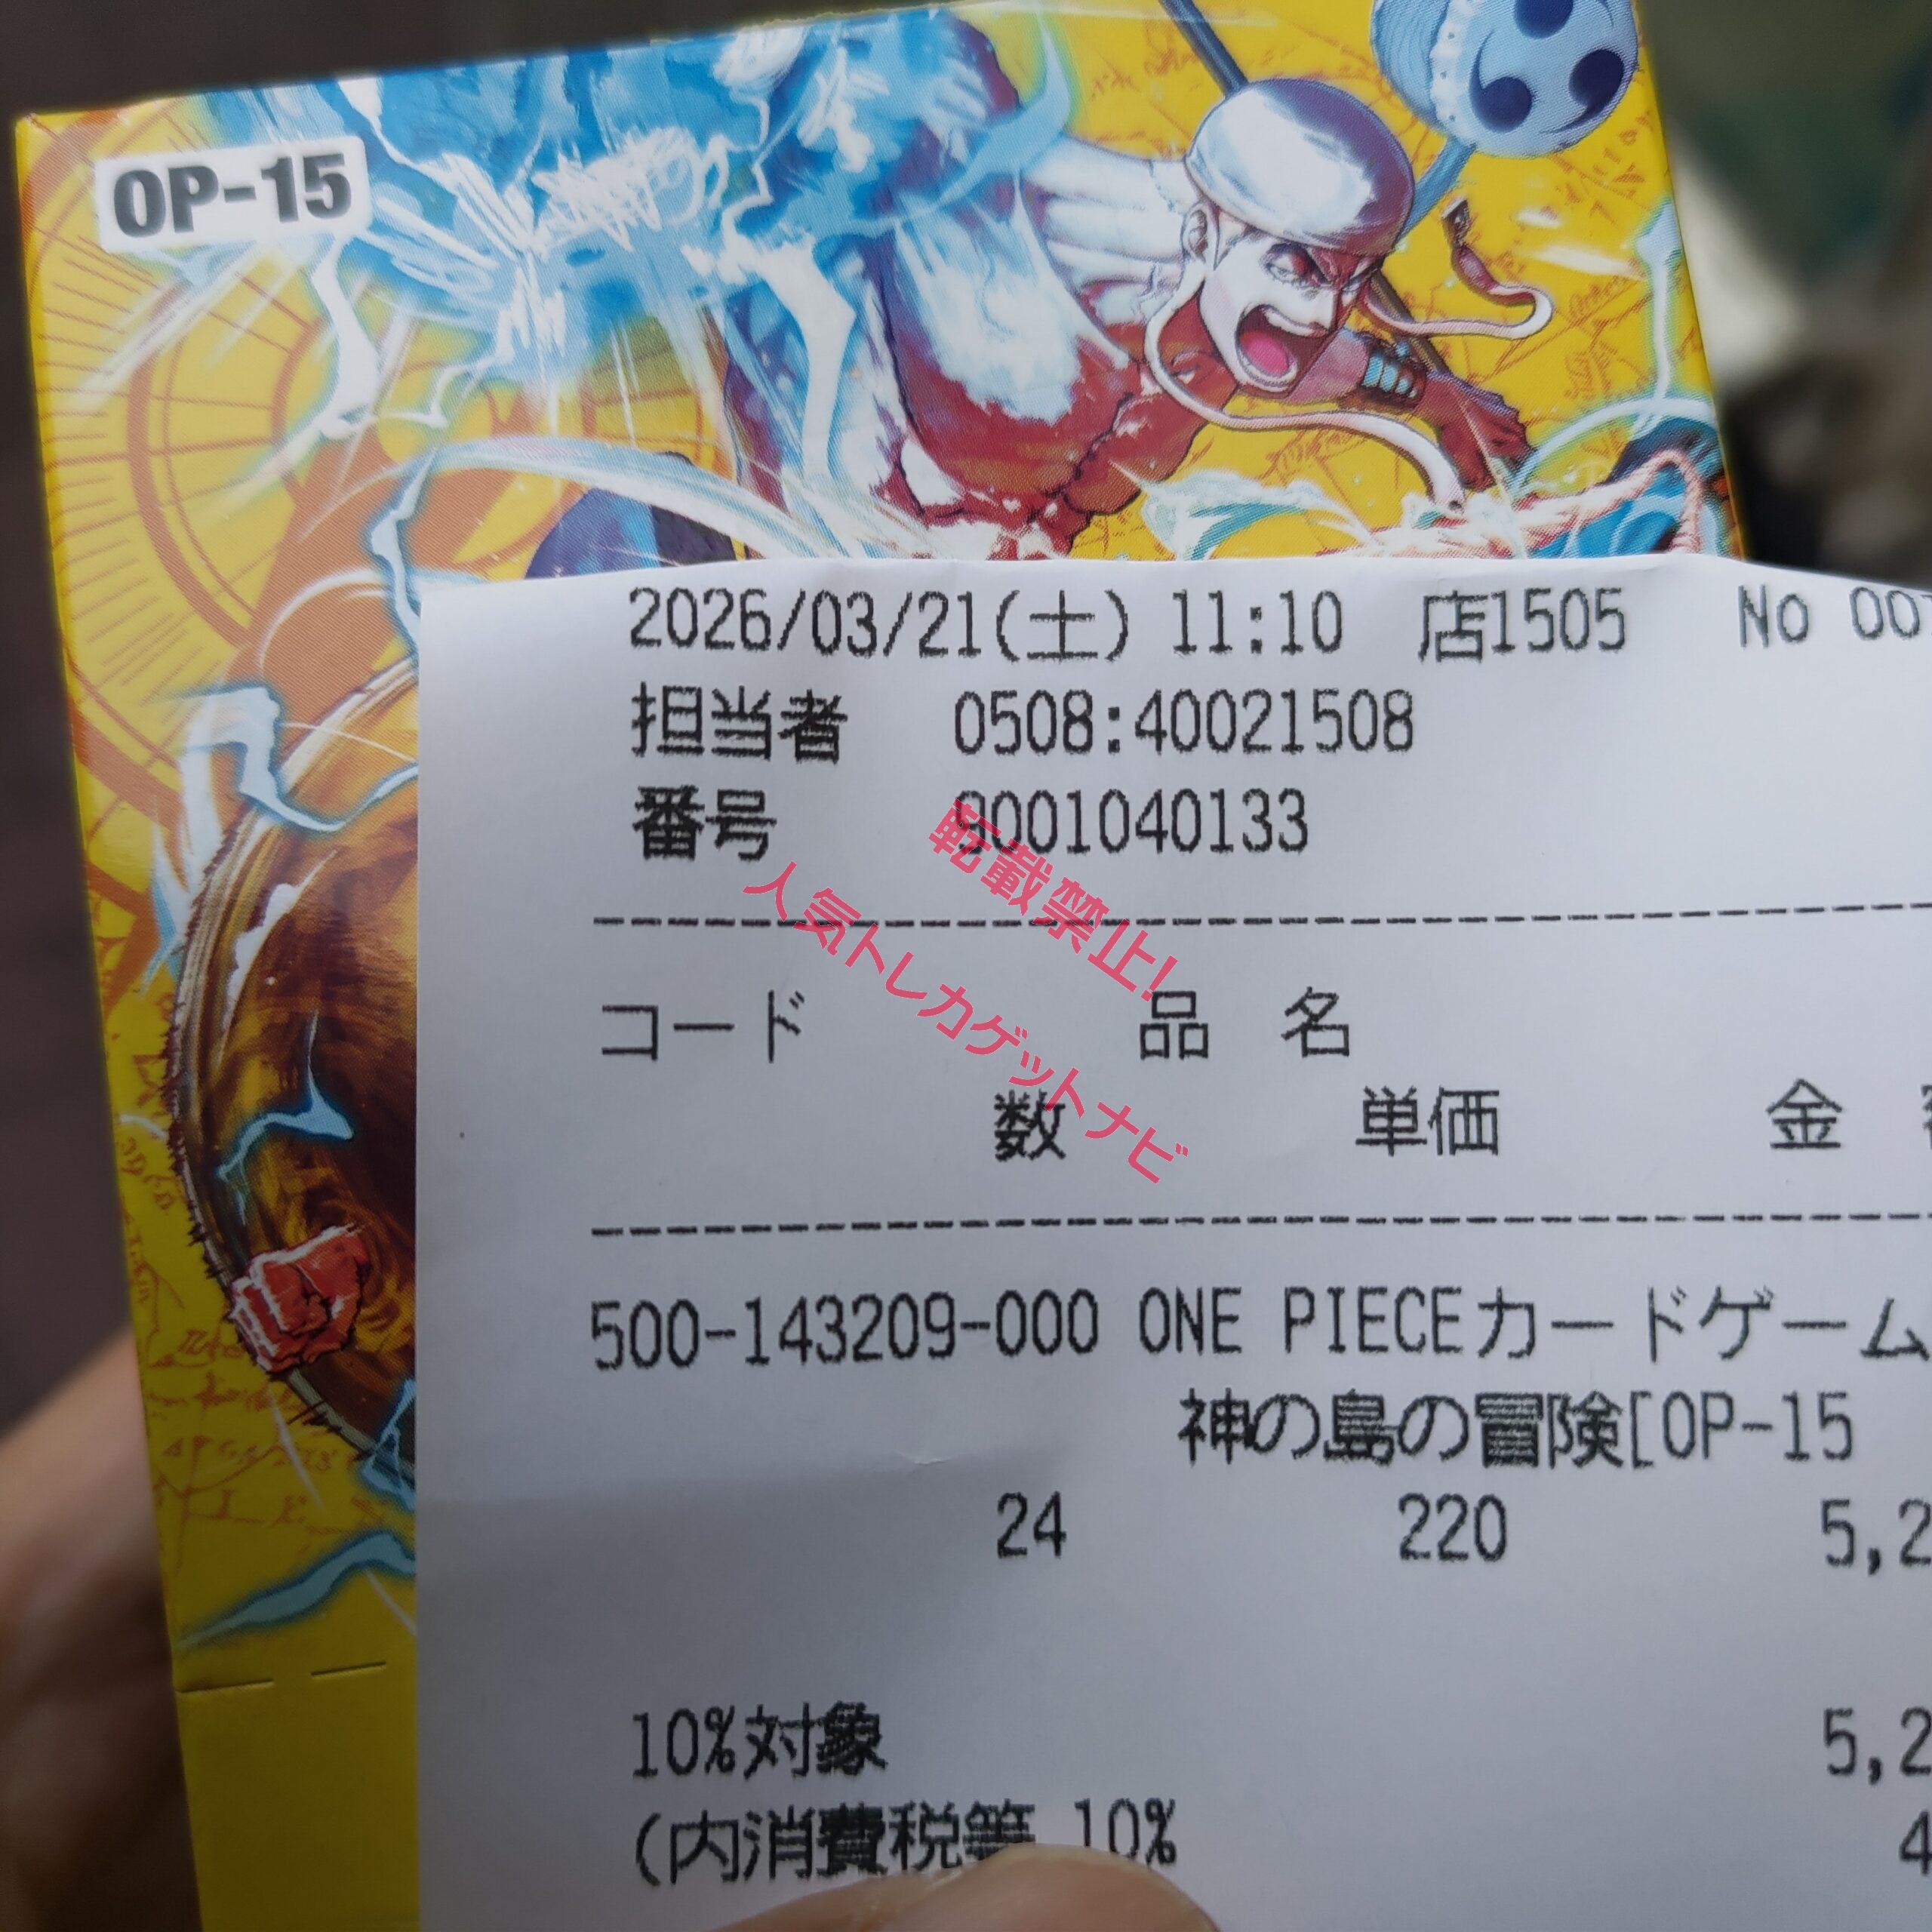 OP-15
2026/03/21(土) 11:10 店1505 No 00
担当者 0508:40021508
番号 9001040133
転載禁止!
人気トレカゲットナビ
コード 品 名
数 単価 金
500-143209-000 ONE PIECEカードゲーム
神の島の冒険[OP-15
24 220 5,2
10%対象 5,2
(内消費税等 10% 4